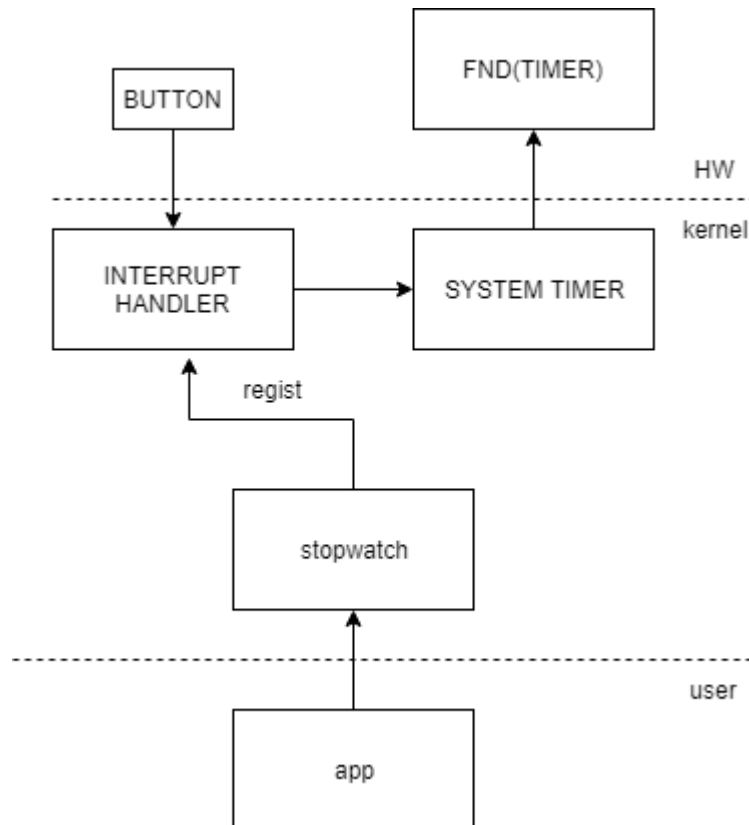 FND(TIMER)
BUTTON
HW
kernel
INTERRUPT
HANDLER
SYSTEM TIMER
regist
stopwatch
user
app